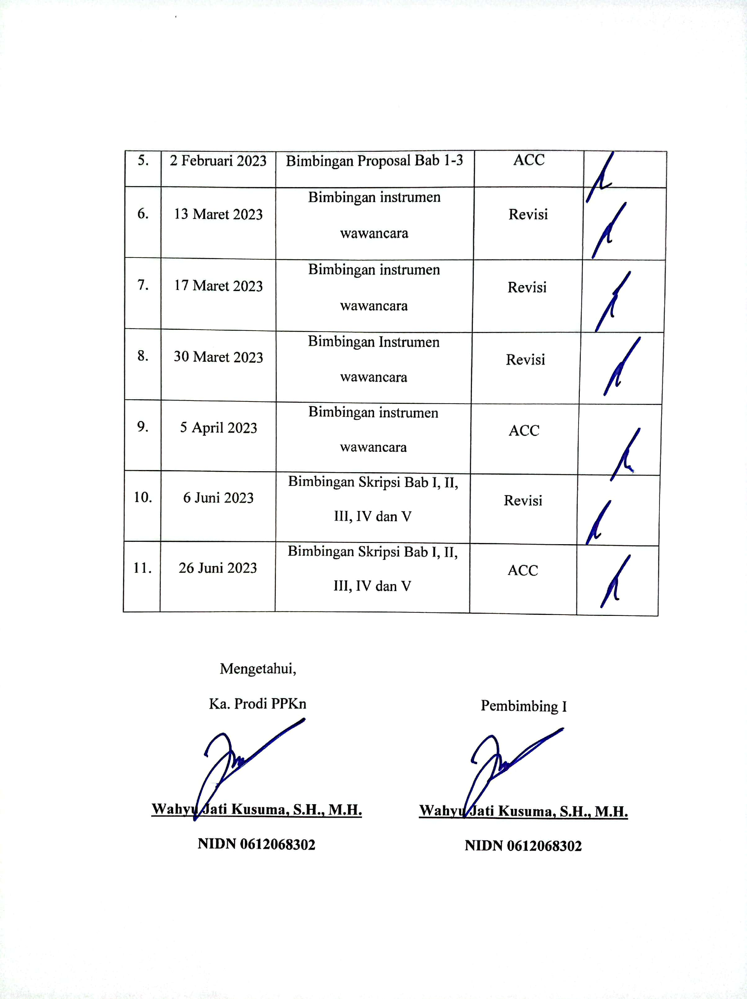 5. 2 Februari 2023 Bimbingan Proposal Bab 1-3 ACC
Bimbingan instrumen
6. 13 Maret 2023 Revisi
wawancara
Bimbingan instrumen
7. 17 Maret 2023 Revisi
wawancara
Bimbingan Instrumen
8. 30 Maret 2023 Revisi
wawancara
Bimbingan instrumen
9. 5 April 2023 ACC
wawancara
Bimbingan Skripsi Bab I, II,
10. 6 Juni 2023 Revisi
III, IV dan V
Bimbingan Skripsi Bab I, II,
11. 26 Juni 2023 ACC
III, IV dan V
Mengetahui,
Ka. Prodi PPKn
Pembimbing I
Wahyu Jati Kusuma, S.H., M.H.
Wahyu Jati Kusuma, S.H., M.H.
NIDN 0612068302
NIDN 0612068302